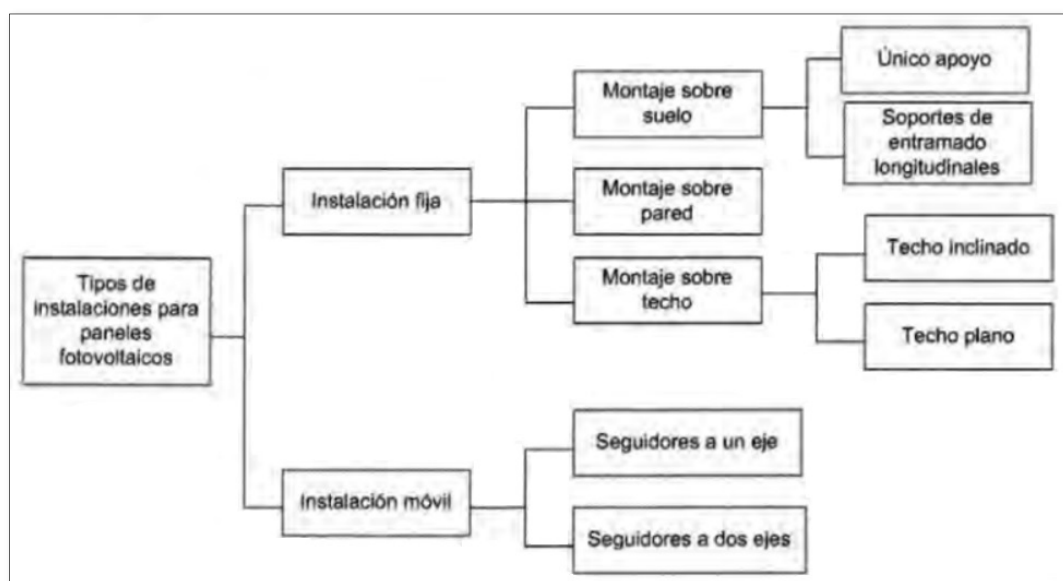 Tipos de
instalaciones para
paneles
fotovoltaicos
Instalación fija
Montaje sobre
suelo
Único apoyo
Soportes de
entramado
longitudinales
Montaje sobre
pared
Montaje sobre
techo
Techo inclinado
Techo plano
Instalación móvil
Seguidores a un eje
Seguidores a dos ejes